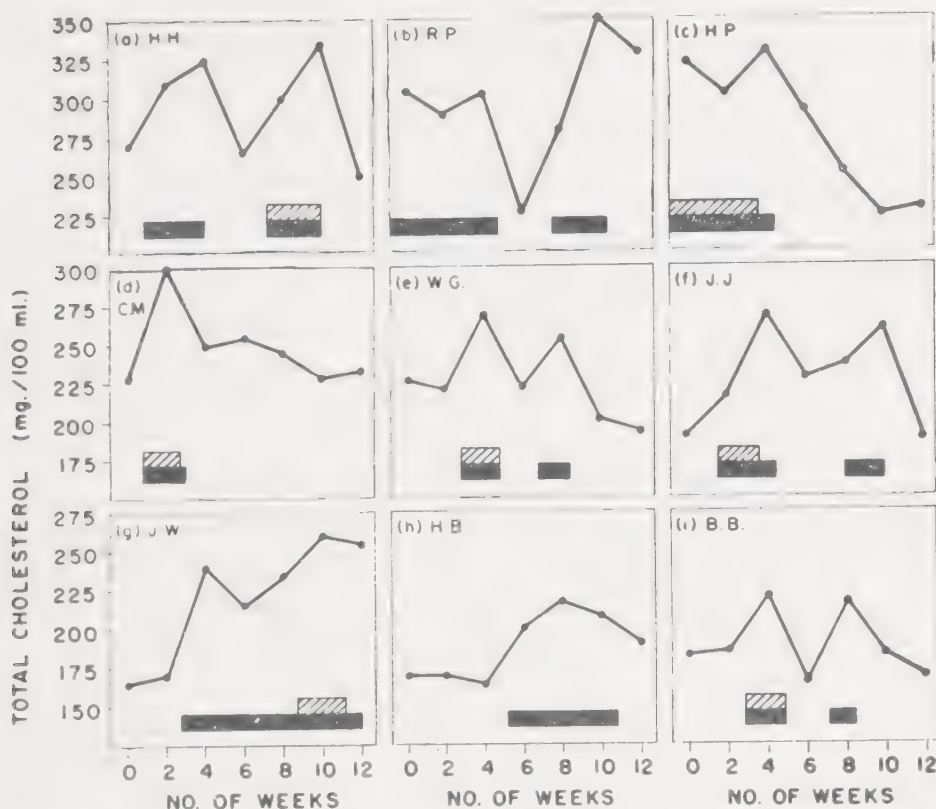 TOTAL CHOLESTEROL (mg./100 ml.)
350
325
300
275
250
225
(a) H.H.
(b) R.P.
(c) H.P.
300
275
250
225
200
175
(d)
C.M
(e) W.G.
(f) J.J
275
250
225
200
175
150
(g) J.W
(h) H.B.
(i) B.B.
0 2 4 6 8 10 12
0 2 4 6 8 10 12
0 2 4 6 8 10 12
NO. OF WEEKS
NO. OF WEEKS
NO. OF WEEKS